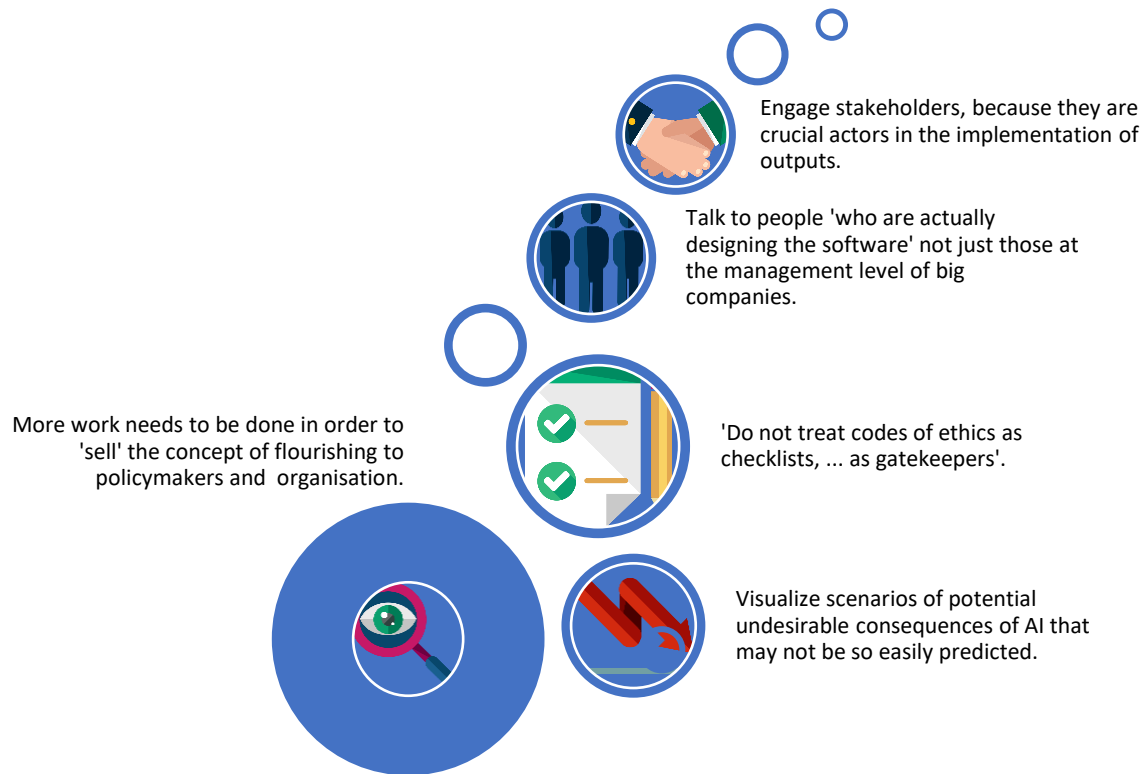 Engage stakeholders, because they are
crucial actors in the implementation of
outputs.
Talk to people 'who are actually
designing the software' not just those at
the management level of big
companies.
More work needs to be done in order to
'sell' the concept of flourishing to
policymakers and  organisation.
'Do not treat codes of ethics as
checklists, ... as gatekeepers'.
Visualize scenarios of potential
undesirable consequences of AI that
may not be so easily predicted.